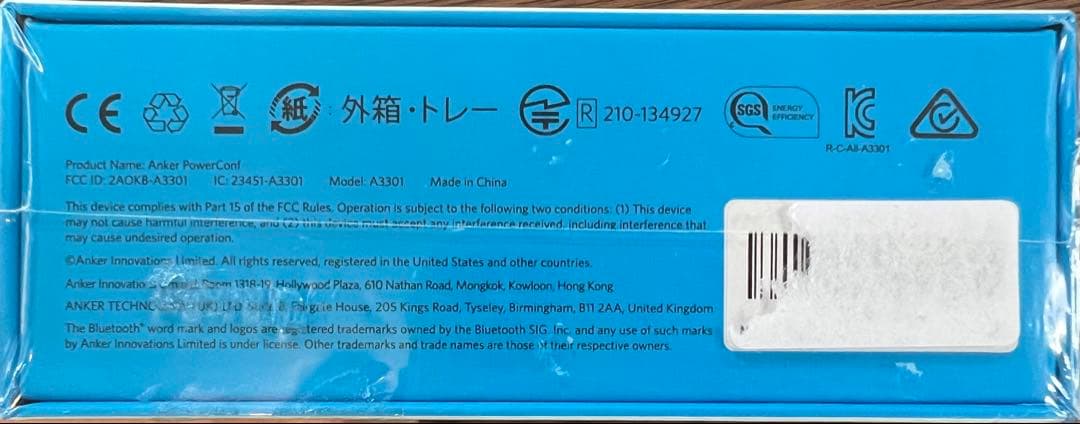 CE 紙 : 外箱・トレー R 210-134927 SGS ENERGY EFFICIENCY
R-C-AII-A3301
Product Name: Anker PowerConf
FCC ID: 2AOKB-A3301 IC: 23451-A3301 Model: A3301 Made in China
This device complies with Part 15 of the FCC Rules. Operation is subject to the following two conditions: (1) This device
may not cause harmful interference, and (2) this device must accept any interference received, including interference that
may cause undesired operation.
©Anker Innovations Limited. All rights reserved, registered in the United States and other countries.
Anker Room 1318-19, Hollywood Plaza, 610 Nathan Road, Mongkok, Kowloon, Hong Kong
ANKER Fairgate House, 205 Kings Road, Tyseley, Birmingham, B11 2AA, United Kingdom
The Bluetooth® word mark and logos are registered trademarks owned by the Bluetooth SIG, Inc. and any use of such marks
by Anker Innovations Limited is under license. Other trademarks and trade names are those of their respective owners.